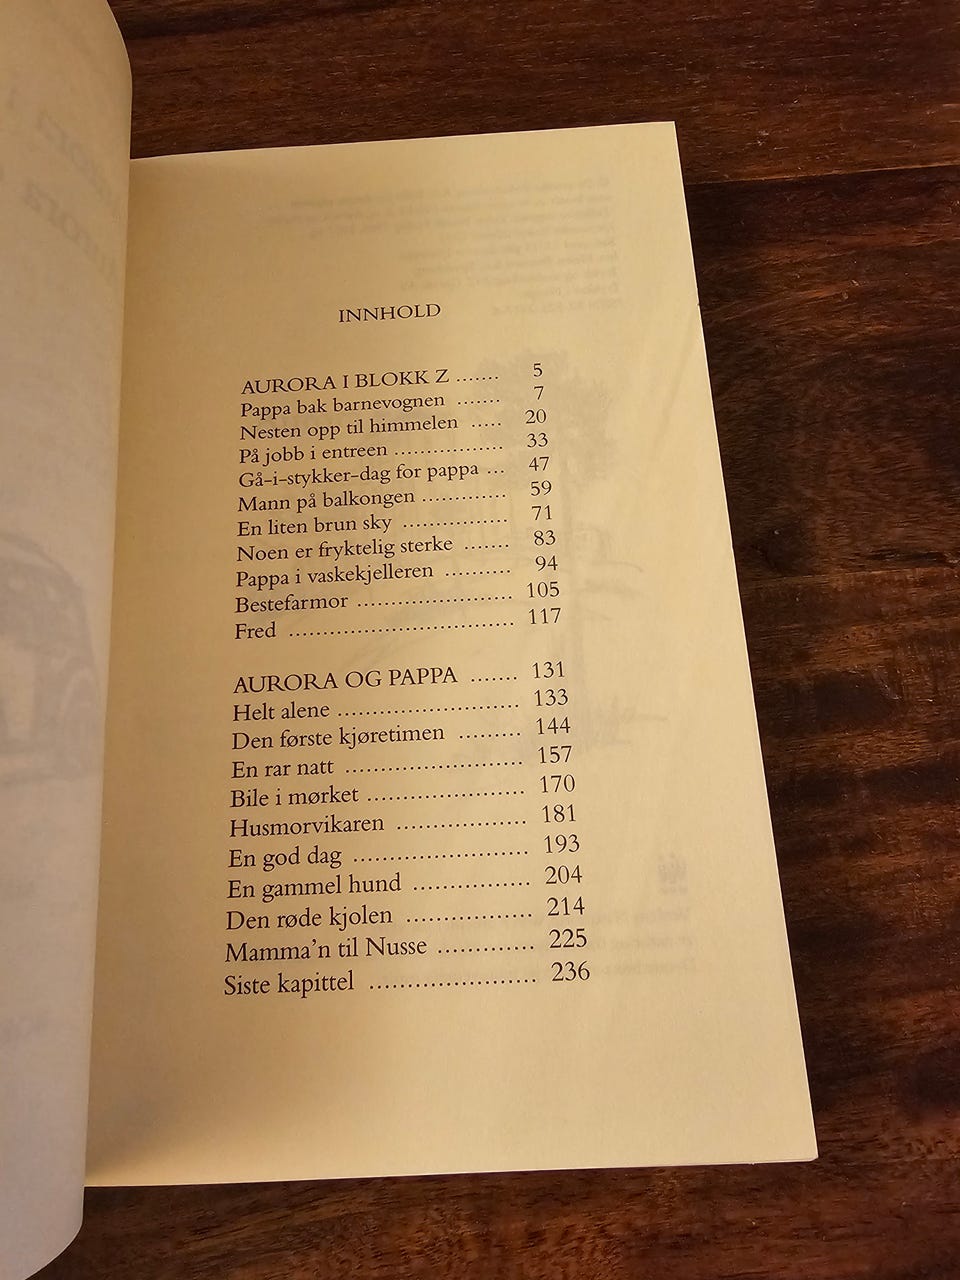 INNHOLD
AURORA I BLOKK Z ....... 5
Pappa bak barnevognen ....... 7
Nesten opp til himmelen ..... 20
På jobb i entreen ................. 33
Gå-i-stykker-dag for pappa ... 47
Mann på balkongen ............. 59
En liten brun sky ................ 71
Noen er fryktelig sterke ....... 83
Pappa i vaskekjelleren .......... 94
Bestefarmor ........................ 105
Fred .................................. 117
AURORA OG PAPPA ....... 131
Helt alene ........................... 133
Den første kjøretimen ......... 144
En rar natt .......................... 157
Bile i mørket ....................... 170
Husmorvikaren ................... 181
En god dag .......................... 193
En gammel hund ................ 204
Den røde kjolen .................. 214
Mamma'n til Nusse ............. 225
Siste kapittel ....................... 236